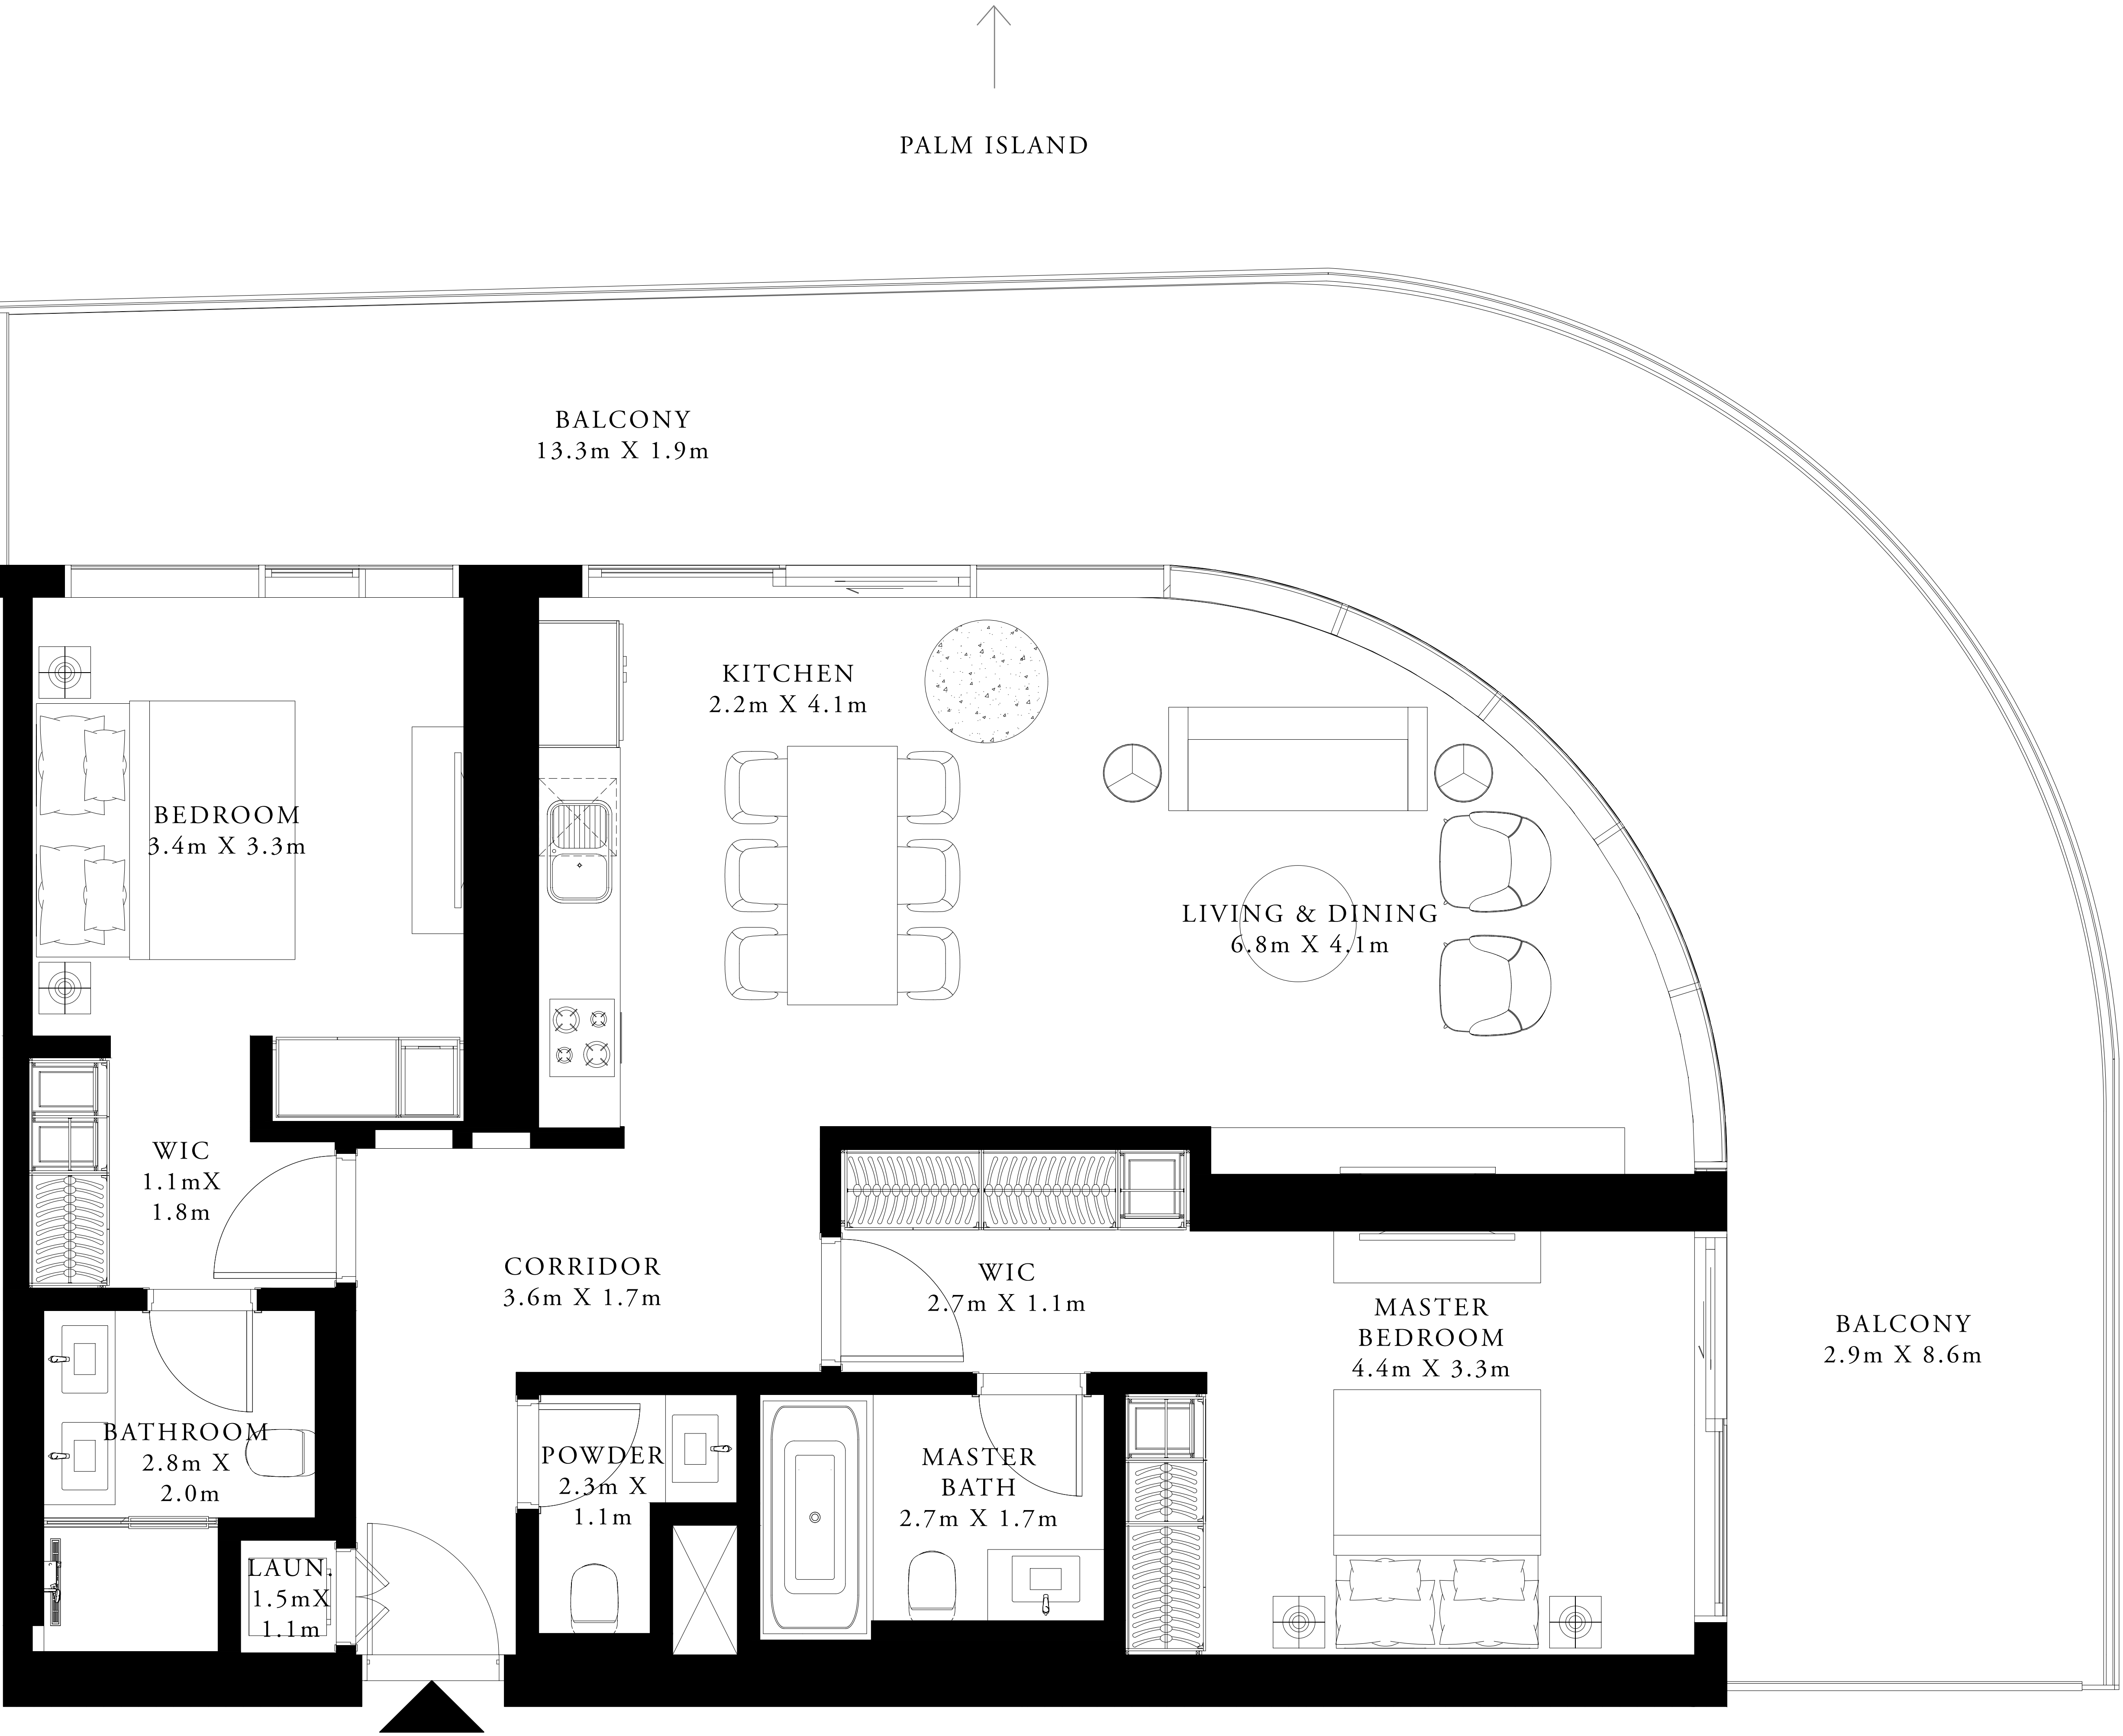 PALM ISLAND
BALCONY
13.3m X 1.9m
KITCHEN
2.2m X 4.1m
BEDROOM
3.4m X 3.3m
LIVING & DINING
6.8m X 4.1m
WIC
1.1mX
1.8m
CORRIDOR
3.6m X 1.7m
WIC
2.7m X 1.1m
MASTER
BEDROOM
4.4m X 3.3m
BALCONY
2.9m X 8.6m
BATHROOM
2.8m X
2.0m
POWDER
2.3m X
1.1m
MASTER
BATH
2.7m X 1.7m
LAUN.
1.5mX
1.1m